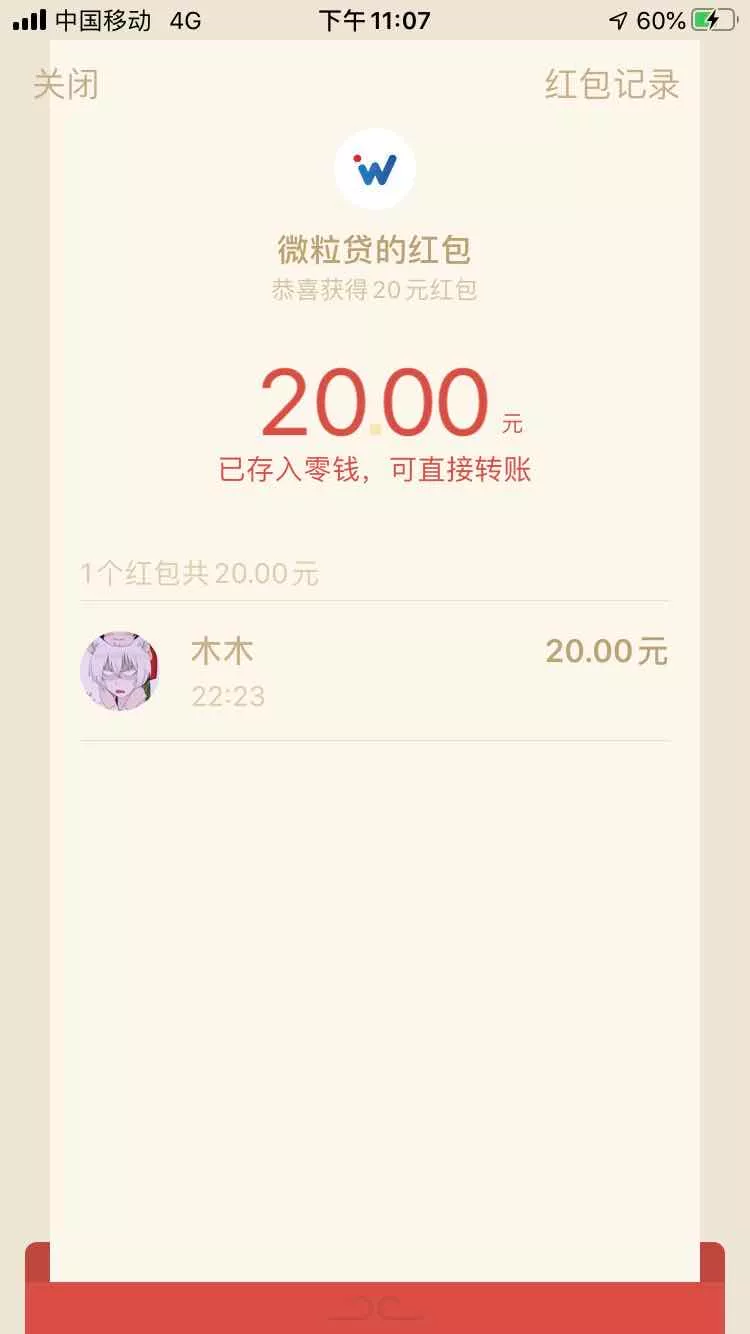 中国移动 4G 下午11:07 60%
关闭 红包记录
微粒贷的红包
恭喜获得20元红包
20.00 元
已存入零钱，可直接转账
1个红包共20.00元
木木 20.00元
22:23